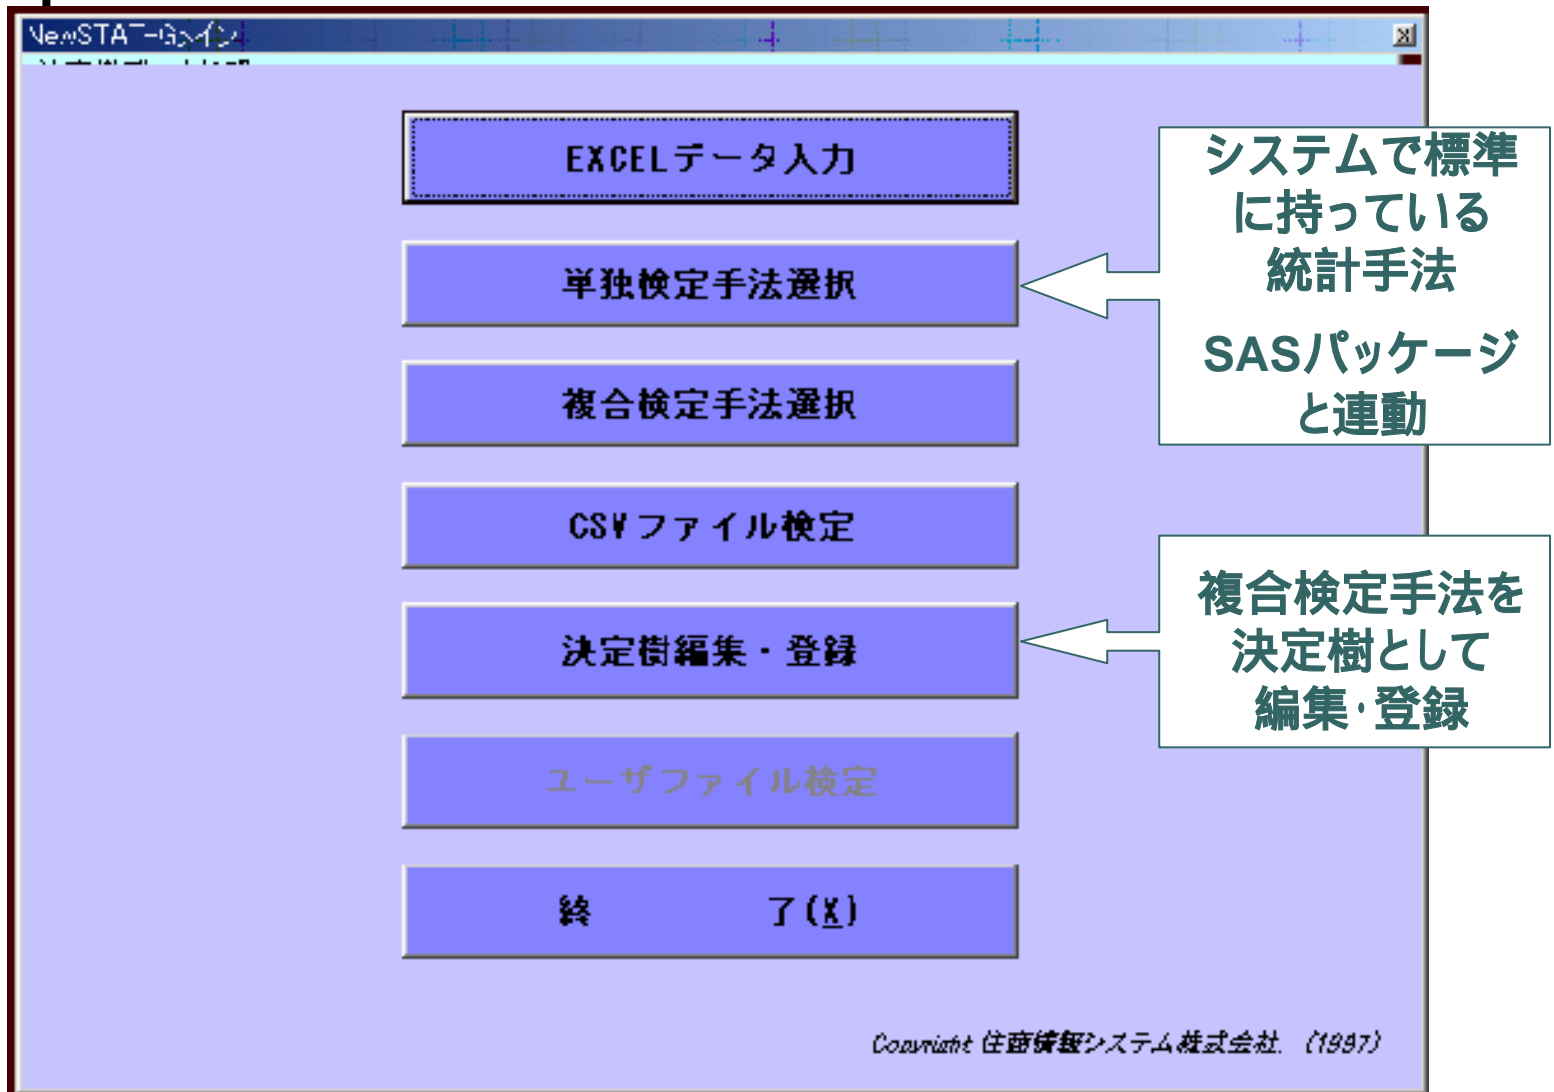 EXCELデータ入力
単独検定手法選択
複合検定手法選択
CSVファイル検定
決定樹編集・登録
ユーザファイル検定
終 了(X)
システムで標準
に持っている
統計手法
SASパッケージ
と連動
複合検定手法を
決定樹として
編集・登録
Copyright 住商情報システム株式会社. (1997)